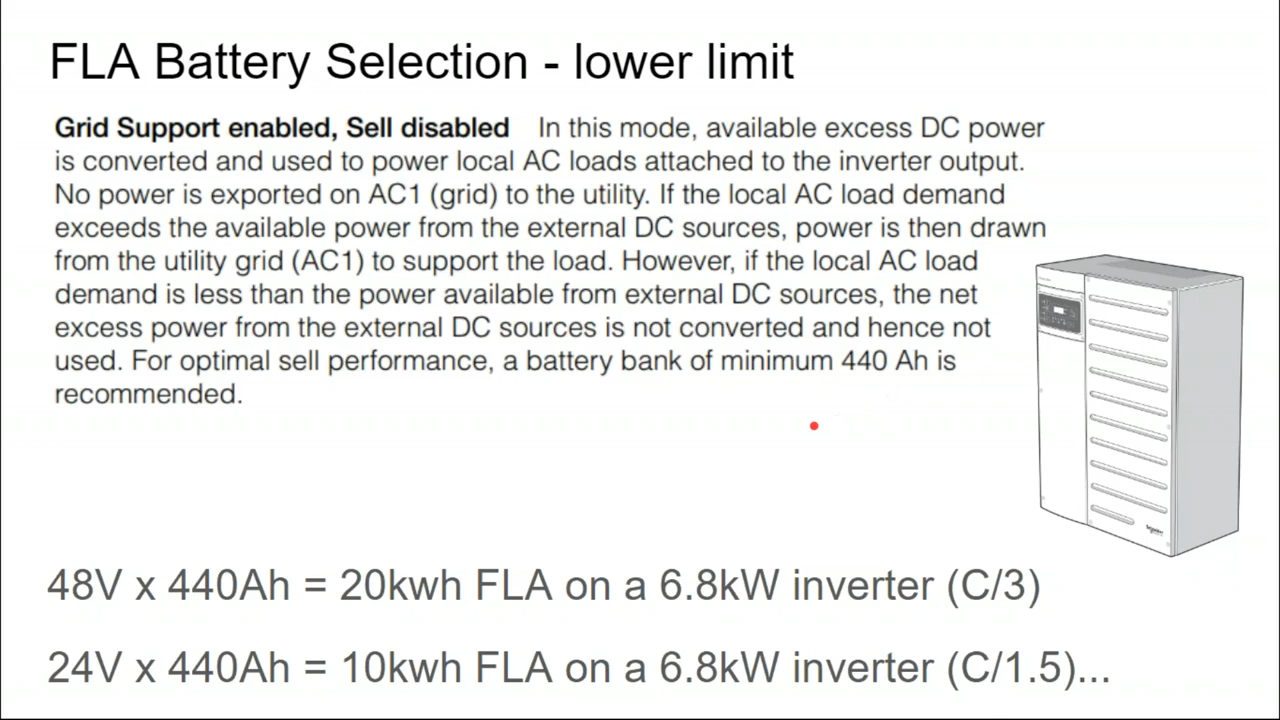 FLA Battery Selection - lower limit
Grid Support enabled, Sell disabled In this mode, available excess DC power
is converted and used to power local AC loads attached to the inverter output.
No power is exported on AC1 (grid) to the utility. If the local AC load demand
exceeds the available power from the external DC sources, power is then drawn
from the utility grid (AC1) to support the load. However, if the local AC load
demand is less than the power available from external DC sources, the net
excess power from the external DC sources is not converted and hence not
used. For optimal sell performance, a battery bank of minimum 440 Ah is
recommended.
48V x 440Ah = 20kwh FLA on a 6.8kW inverter (C/3)
24V x 440Ah = 10kwh FLA on a 6.8kW inverter (C/1.5)...